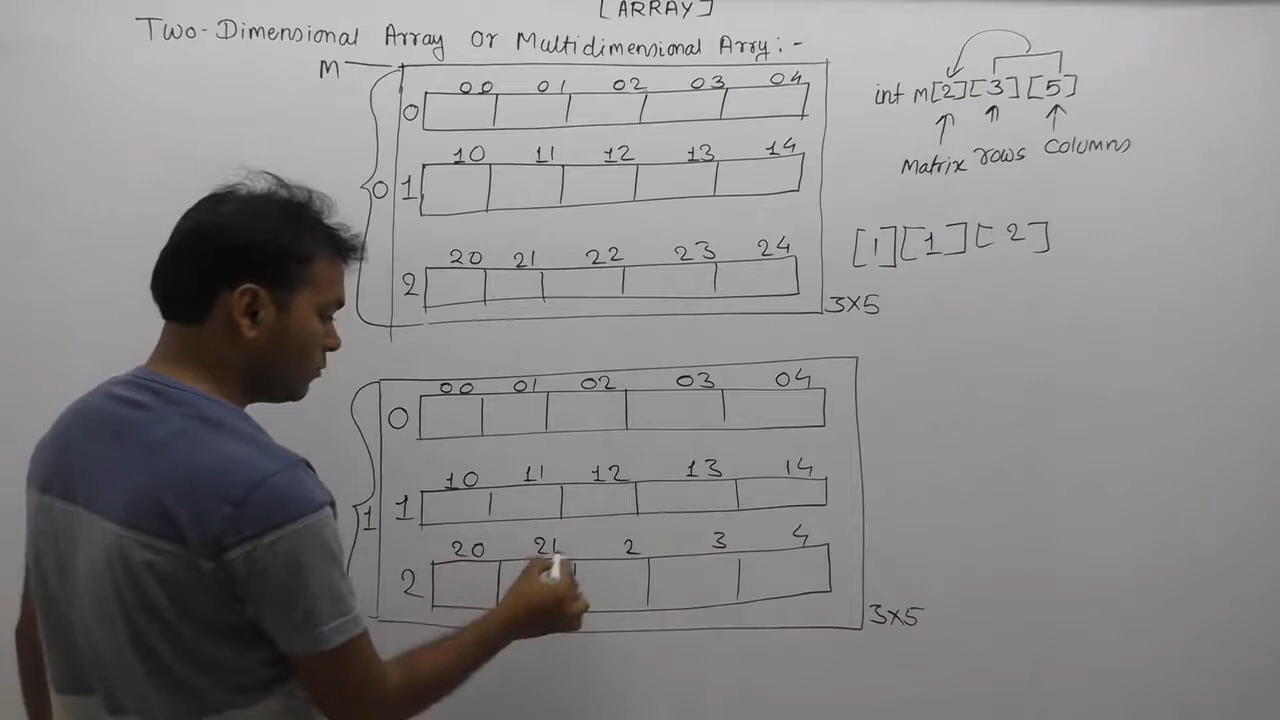 [ARRAY]
Two-Dimensional Array Or Multidimensional Arry:-
M
int m[2][3][5]
Matrix rows Columns
[1][1][2]
0
00 01 02 03 04
0
10 11 12 13 14
1
20 21 22 23 24
2
3X5
1
00 01 02 03 04
0
10 11 12 13 14
1
20 21 2 3 4
2
3X5